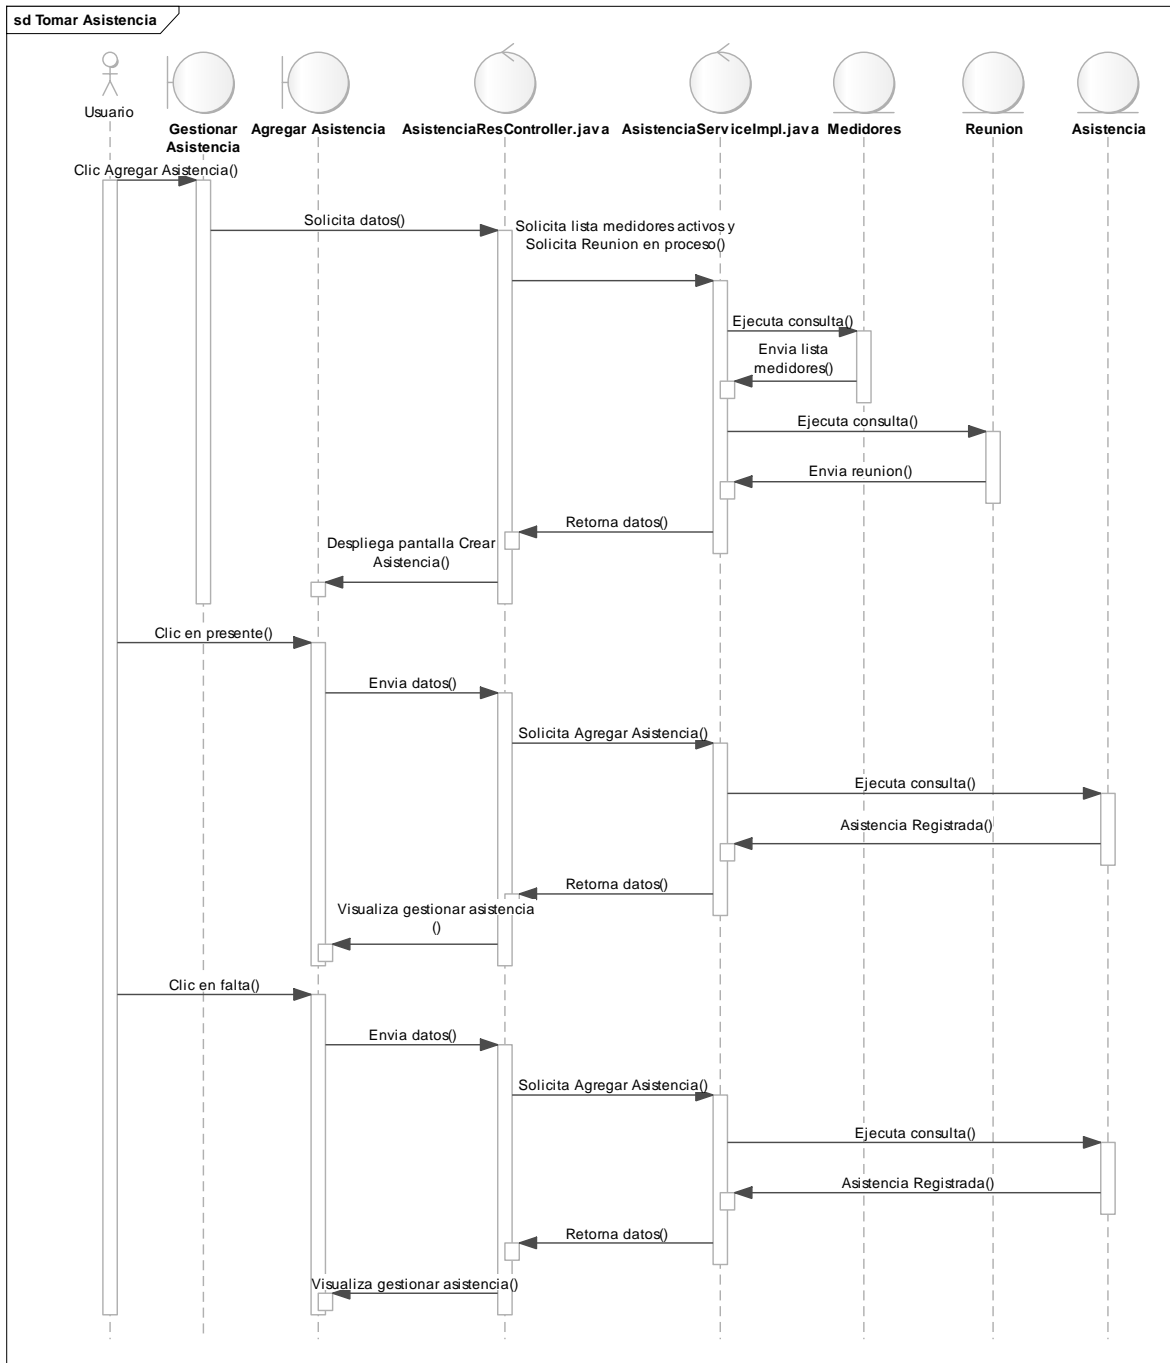 sd Tomar Asistencia
Usuario
Gestionar
Asistencia
Agregar Asistencia
AsistenciaResController.java
AsistenciaServiceImpl.java
Medidores
Reunion
Asistencia
Clic Agregar Asistencia()
Solicita datos()
Solicita lista medidores activos y
Solicita Reunion en proceso()
Ejecuta consulta()
Envia lista
medidores()
Ejecuta consulta()
Envia reunion()
Retorna datos()
Despliega pantalla Crear
Asistencia()
Clic en presente()
Envia datos()
Solicita Agregar Asistencia()
Ejecuta consulta()
Asistencia Registrada()
Retorna datos()
Visualiza gestionar asistencia
()
Clic en falta()
Envia datos()
Solicita Agregar Asistencia()
Ejecuta consulta()
Asistencia Registrada()
Retorna datos()
Visualiza gestionar asistencia()